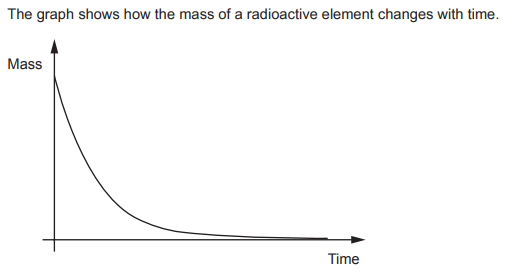 The graph shows how the mass of a radioactive element changes with time.
Mass
Time